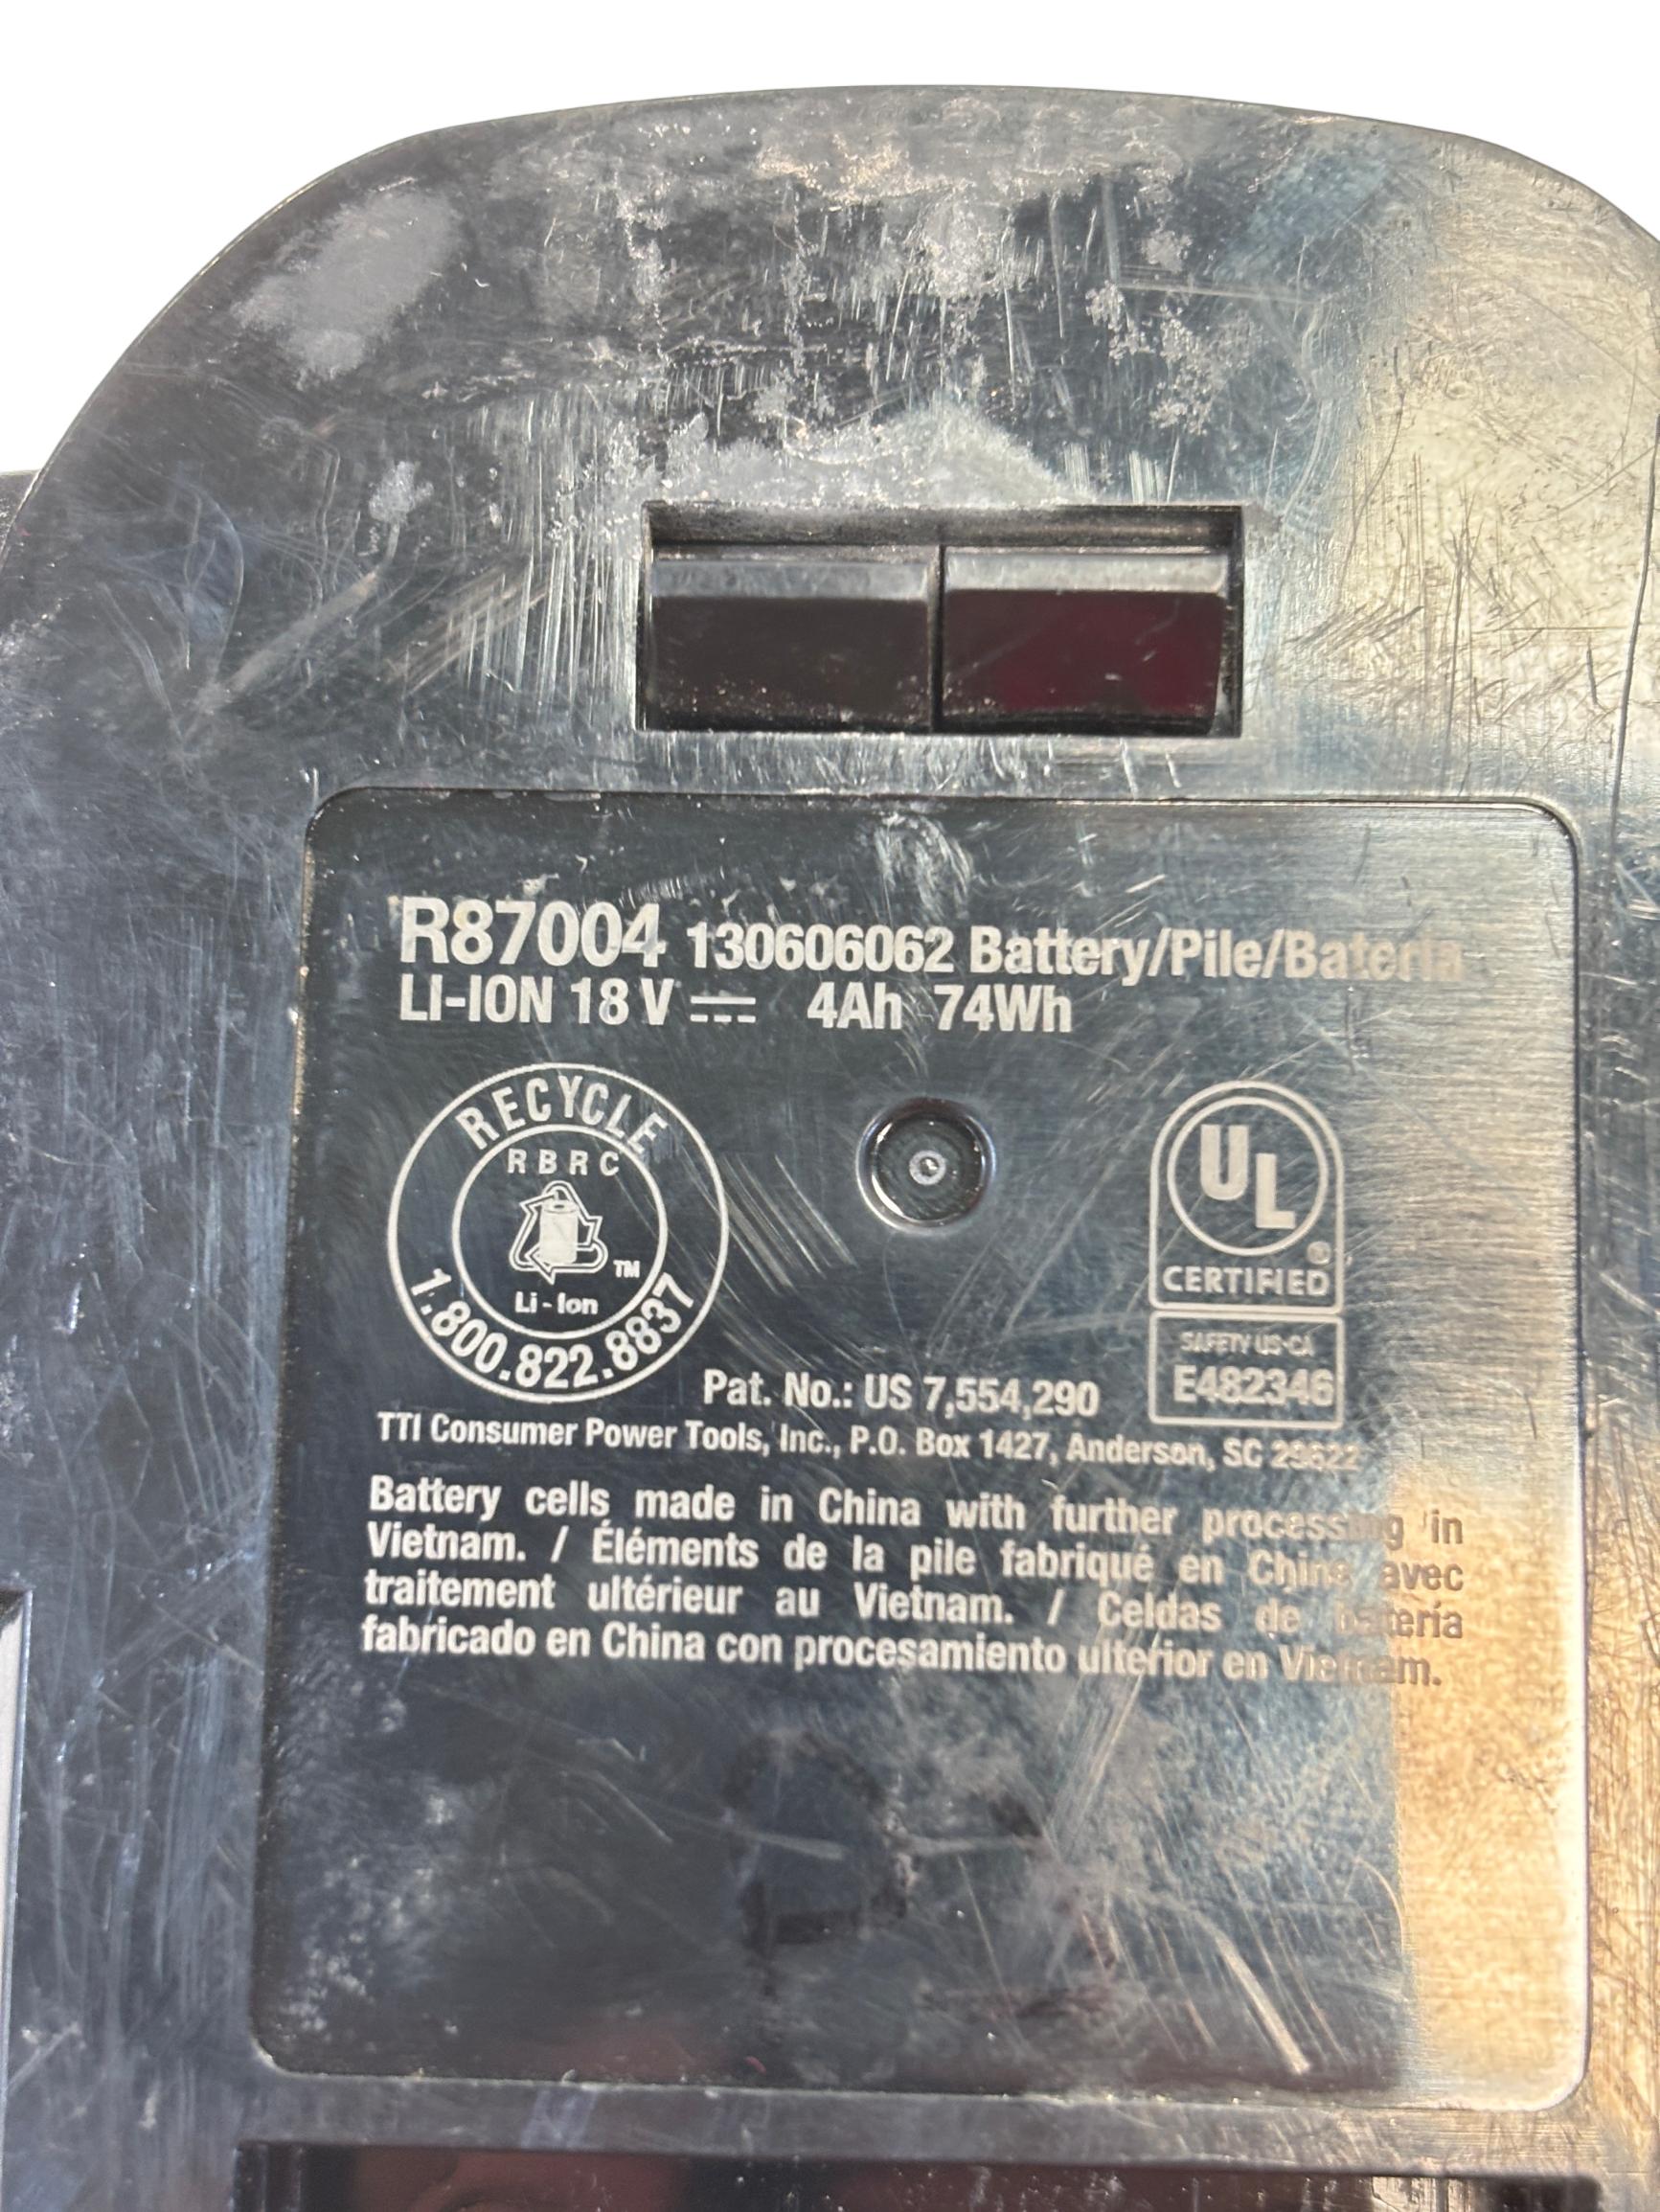 R87004 130606062 Battery/Pile/Batería
LI-ION 18 V 4Ah 74Wh
RECYCLE
RBRC
TM
Li-Ion
1.800.822.8837
UL
®
CERTIFIED
SAFETY US-CA
E482346
Pat. No.: US 7,554,290
TTI Consumer Power Tools, Inc., P.O. Box 1427, Anderson, SC 29622
Battery cells made in China with further processing in
Vietnam. / Éléments de la pile fabriqué en Chine avec
traitement ultérieur au Vietnam. / Celdas de batería
fabricado en China con procesamiento ulterior en Vietnam.